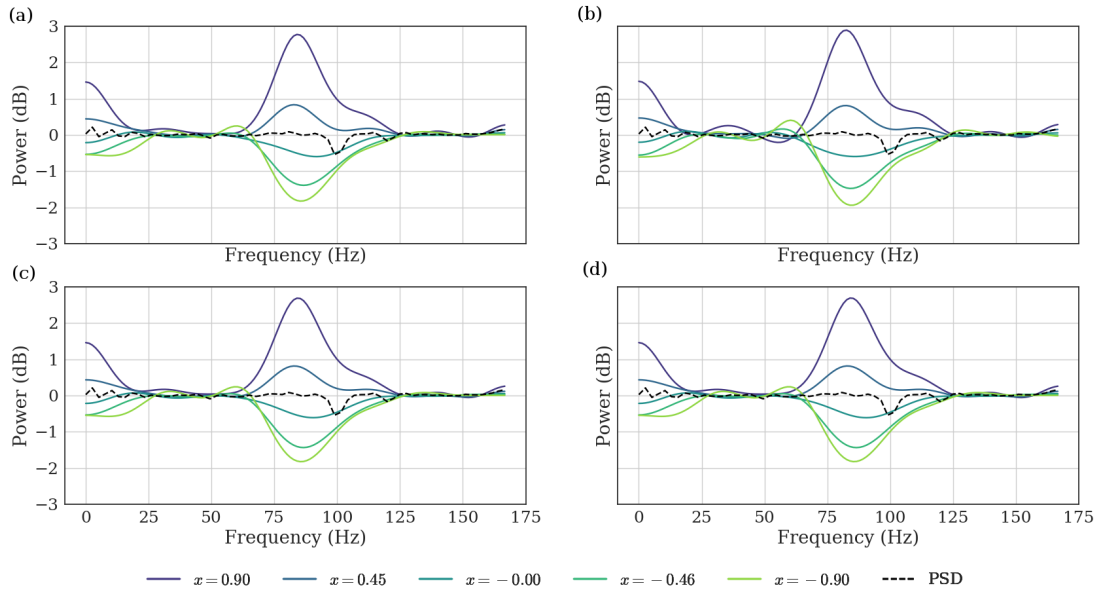 (a)
(b)
3
2
1
0
−1
−2
−3
Power (dB)
Power (dB)
Frequency (Hz)
Frequency (Hz)
(c)
(d)
3
2
1
0
−1
−2
−3
Power (dB)
Power (dB)
0 25 50 75 100 125 150 175
0 25 50 75 100 125 150 175
Frequency (Hz)
Frequency (Hz)
x = 0.90 x = 0.45 x = −0.00 x = −0.46 x = −0.90 PSD